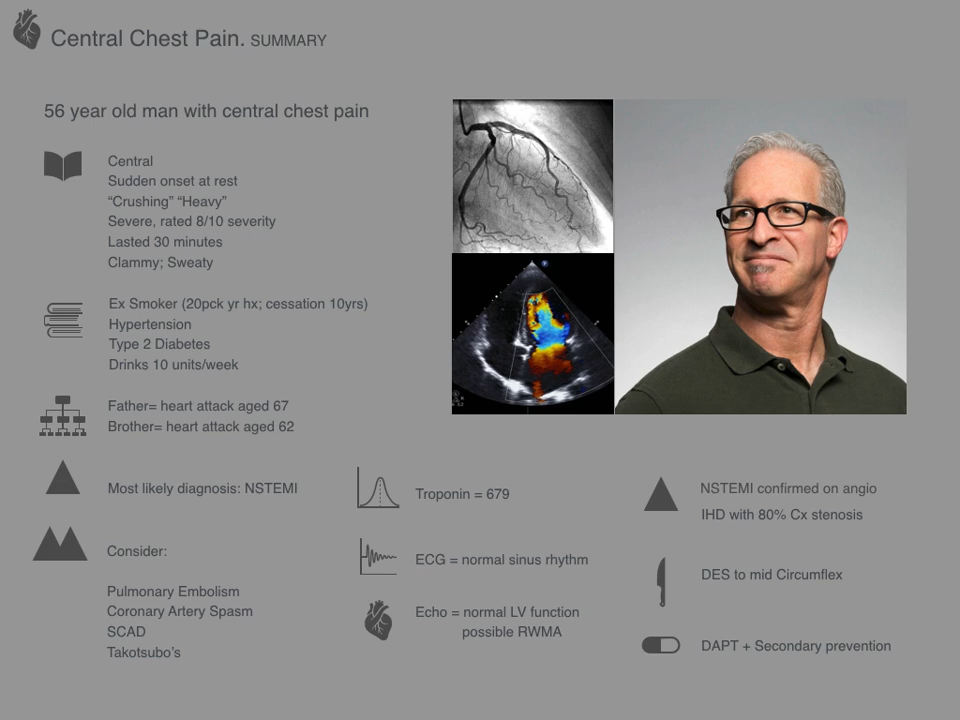 Central Chest Pain. SUMMARY
56 year old man with central chest pain
Central
Sudden onset at rest
“Crushing” “Heavy”
Severe, rated 8/10 severity
Lasted 30 minutes
Clammy; Sweaty
Ex Smoker (20pck yr hx; cessation 10yrs)
Hypertension
Type 2 Diabetes
Drinks 10 units/week
Father= heart attack aged 67
Brother= heart attack aged 62
Most likely diagnosis: NSTEMI
Consider:
Pulmonary Embolism
Coronary Artery Spasm
SCAD
Takotsubo’s
Troponin = 679
ECG = normal sinus rhythm
Echo = normal LV function
possible RWMA
NSTEMI confirmed on angio
IHD with 80% Cx stenosis
DES to mid Circumflex
DAPT + Secondary prevention